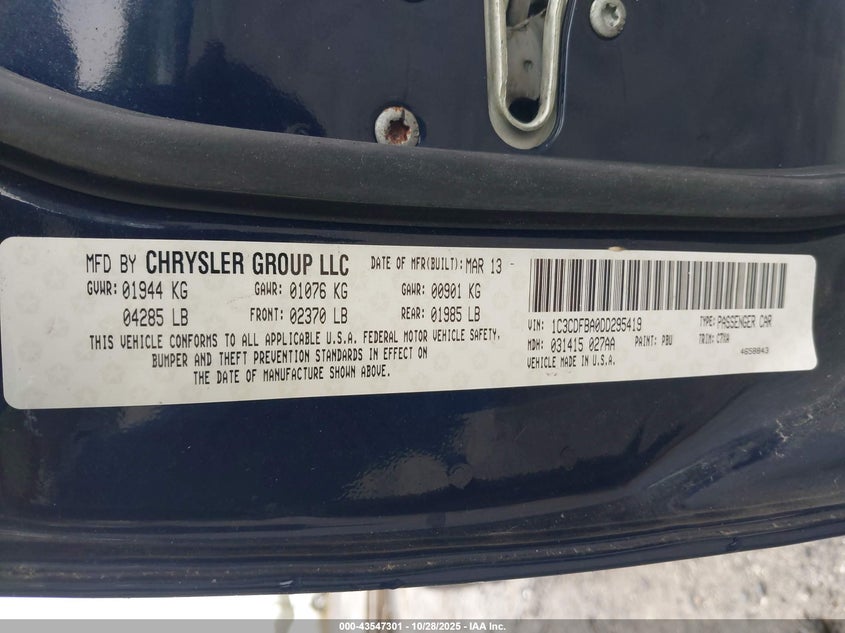 MFD BY CHRYSLER GROUP LLC DATE OF MFR(BUILT): MAR 13 -
GVWR: 01944 KG GAWR: 01076 KG GAWR: 00901 KG
04285 LB FRONT: 02370 LB REAR: 01985 LB
THIS VEHICLE CONFORMS TO ALL APPLICABLE U.S.A. FEDERAL MOTOR VEHICLE SAFETY,
BUMPER AND THEFT PREVENTION STANDARDS IN EFFECT ON
THE DATE OF MANUFACTURE SHOWN ABOVE.
VIN: 1C3CDFBA0DD295419 TYPE: PASSENGER CAR
MDH: 031415 027AA PAINT: PBU TRIM: C7XA
VEHICLE MADE IN U.S.A. 4658843
000-43547301 | 10/28/2025 | IAA Inc.